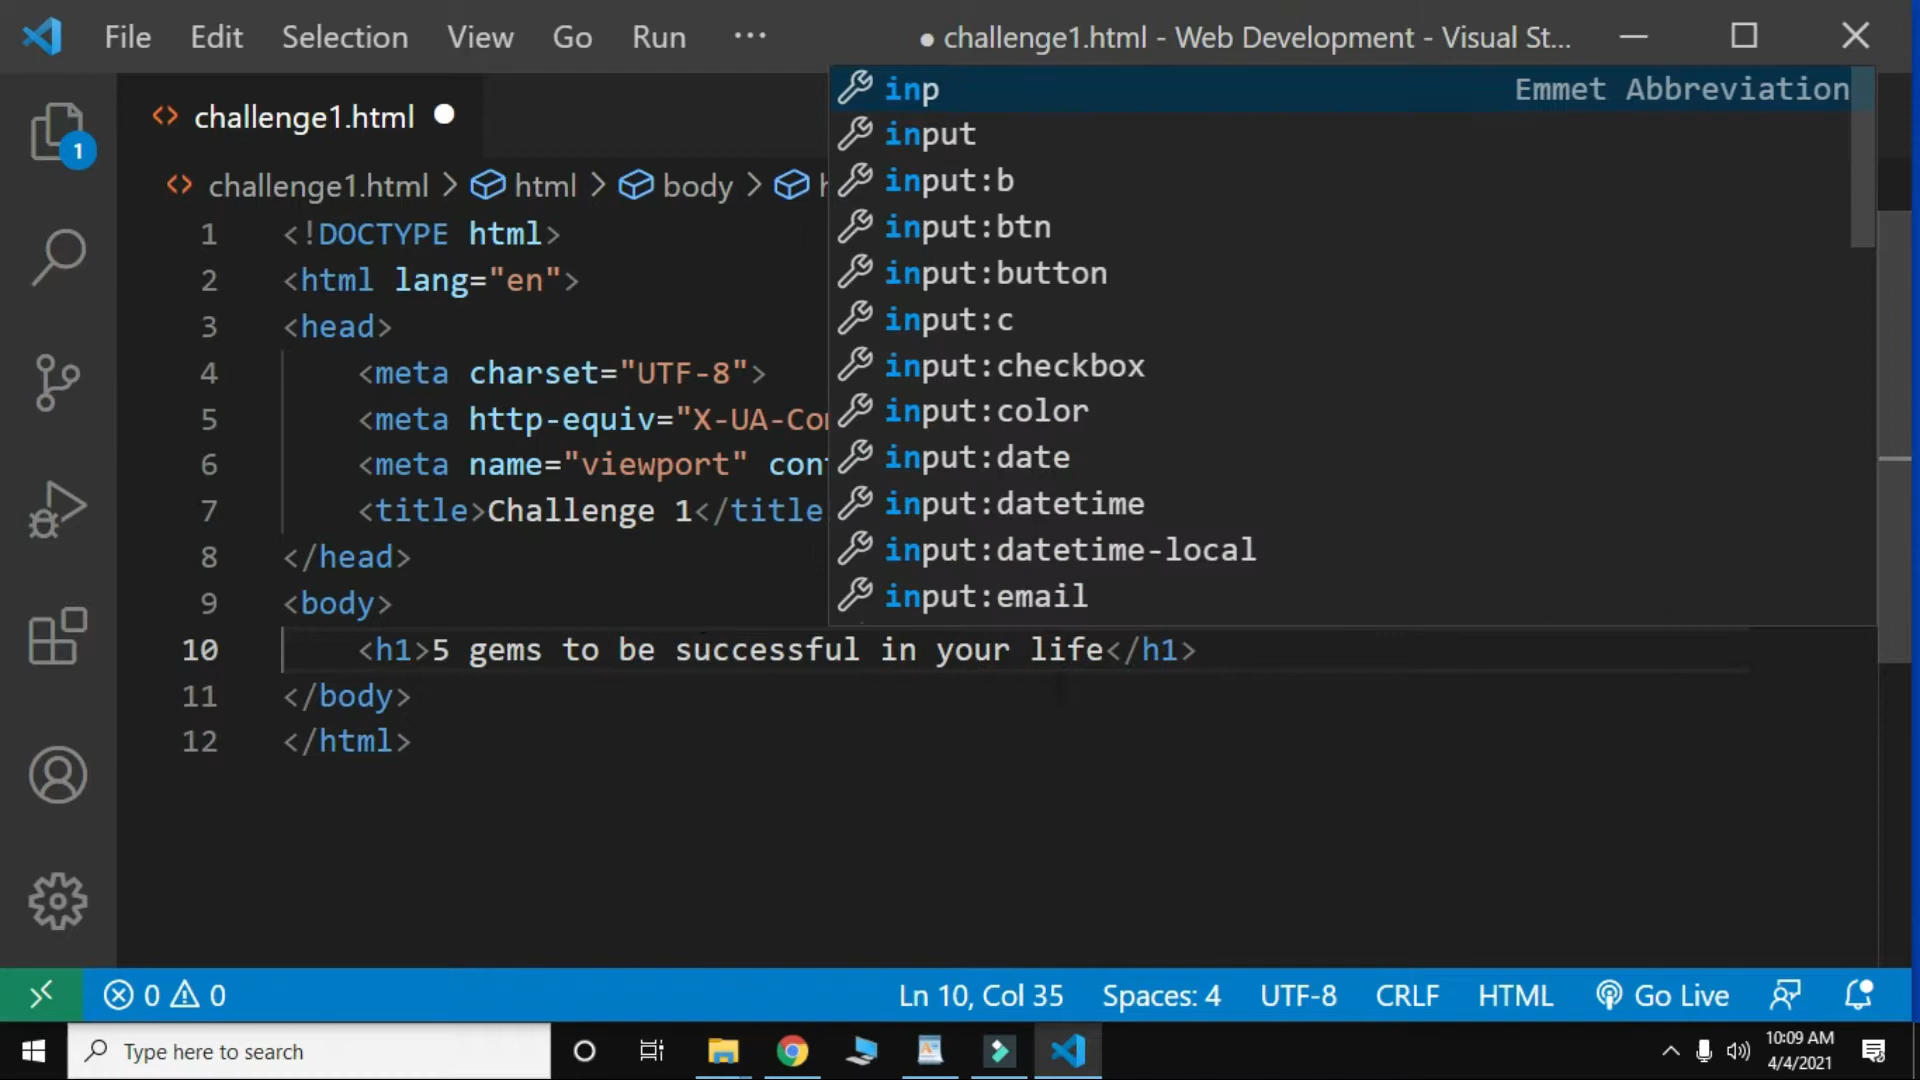 File Edit Selection View Go Run ··· ● challenge1.html - Web Development - Visual St...
challenge1.html ●
1
challenge1.html > html > body > h
inp Emmet Abbreviation
input
input:b
input:btn
input:button
input:c
input:checkbox
input:color
input:date
input:datetime
input:datetime-local
input:email
1 <!DOCTYPE html>
2 <html lang="en">
3 <head>
4 <meta charset="UTF-8">
5 <meta http-equiv="X-UA-Con
6 <meta name="viewport" cont
7 <title>Challenge 1</title
8 </head>
9 <body>
10 <h1>5 gems to be successful in your life</h1>
11 </body>
12 </html>
0 0 Ln 10, Col 35 Spaces: 4 UTF-8 CRLF HTML Go Live
Type here to search
10:09 AM
4/4/2021